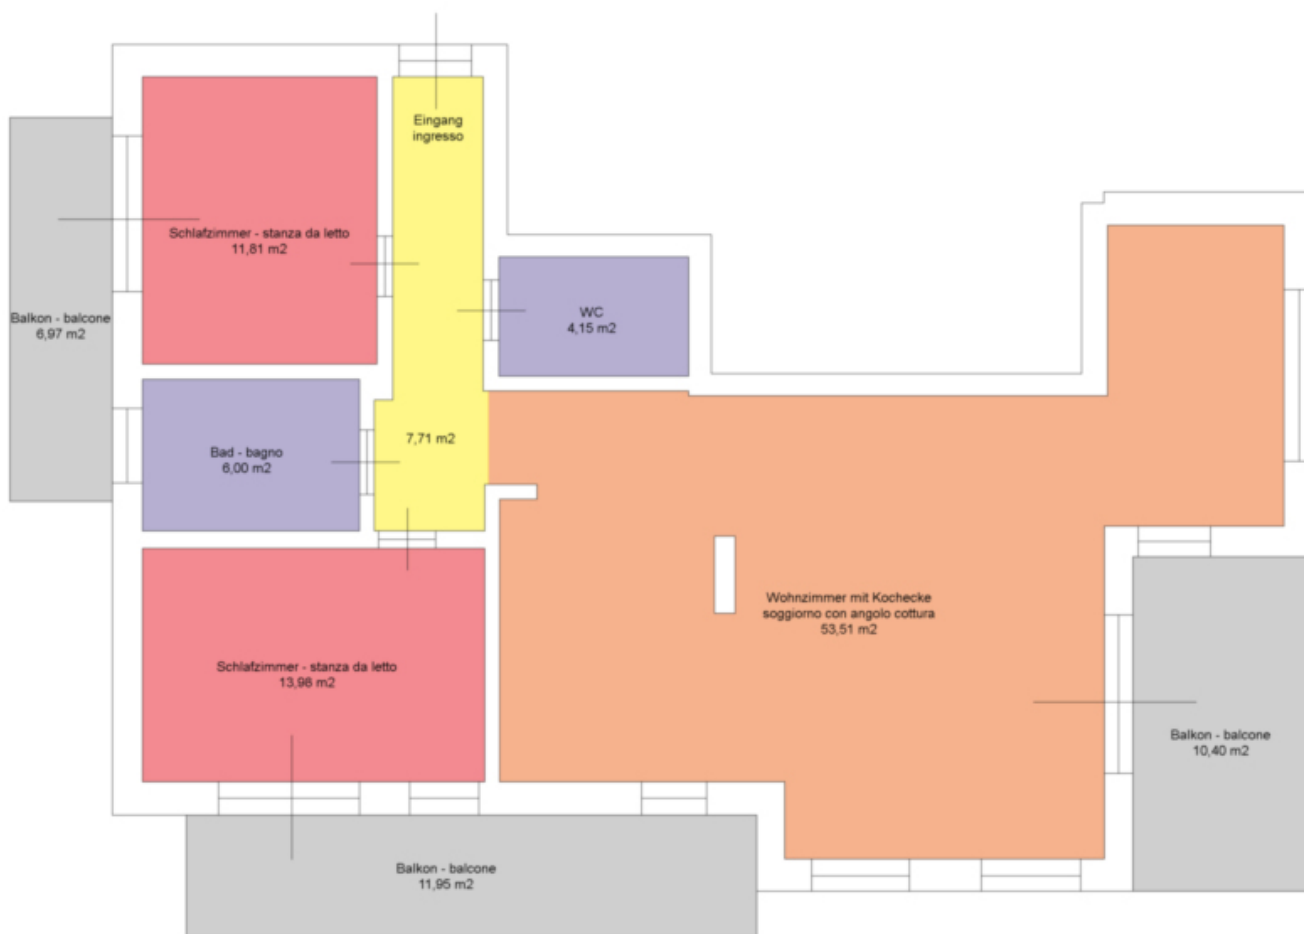 Eingang
ingresso
Schlafzimmer - stanza da letto
11,81 m2
WC
4,15 m2
Balkon - balcone
6,97 m2
7,71 m2
Bad - bagno
6,00 m2
Wohnzimmer mit Kochecke
soggiorno con angolo cottura
53,51 m2
Schlafzimmer - stanza da letto
13,98 m2
Balkon - balcone
10,40 m2
Balkon - balcone
11,95 m2